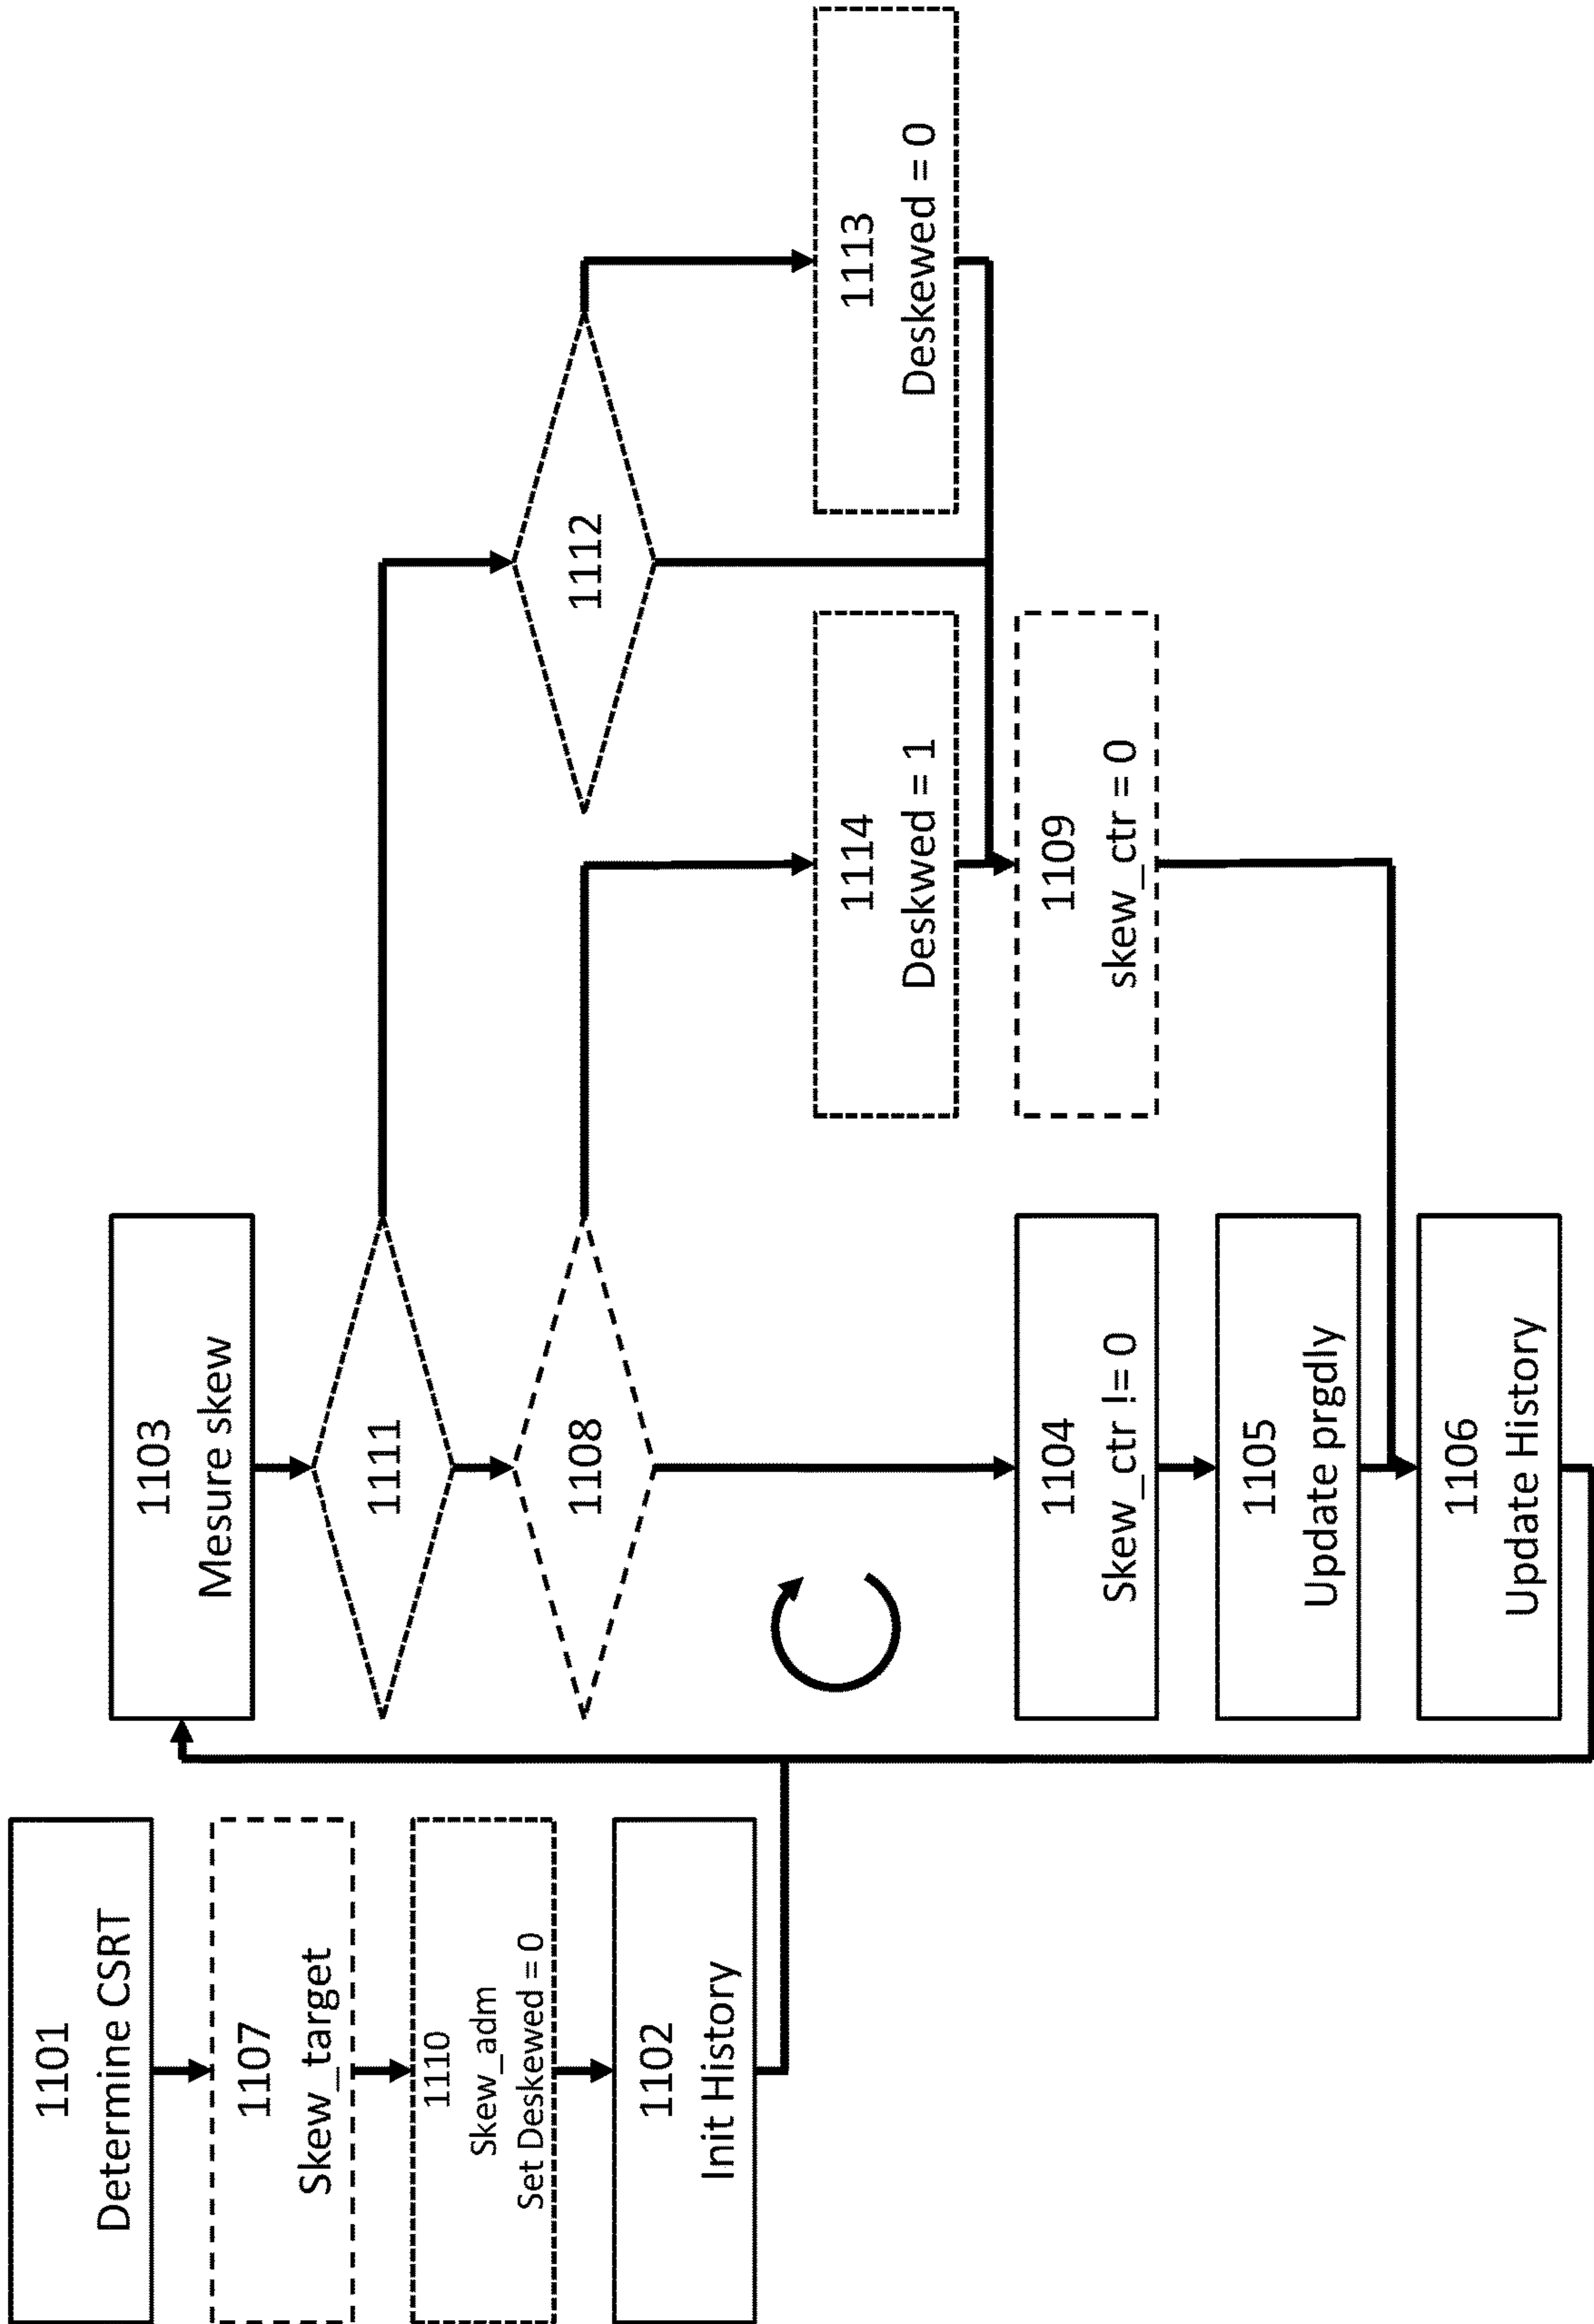 1101
Determine CSRT
1107
Skew_target
1110
Skew_adm
Set Deskewed = 0
1102
Init History
1103
Mesure skew
1111
1108
1104
Skew_ctr != 0
1105
Update prgdly
1106
Update History
1112
1114
Deskwed = 1
1109
skew_ctr = 0
1113
Deskewed = 0